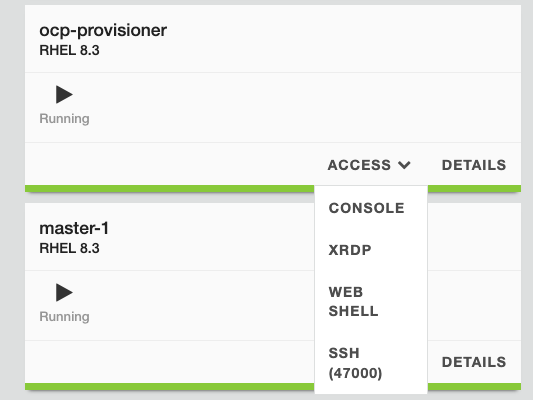 ocp-provisioner
RHEL 8.3
Running
ACCESS DETAILS
CONSOLE
XRDP
WEB
SHELL
SSH
(47000)
master-1
RHEL 8.3
Running
DETAILS